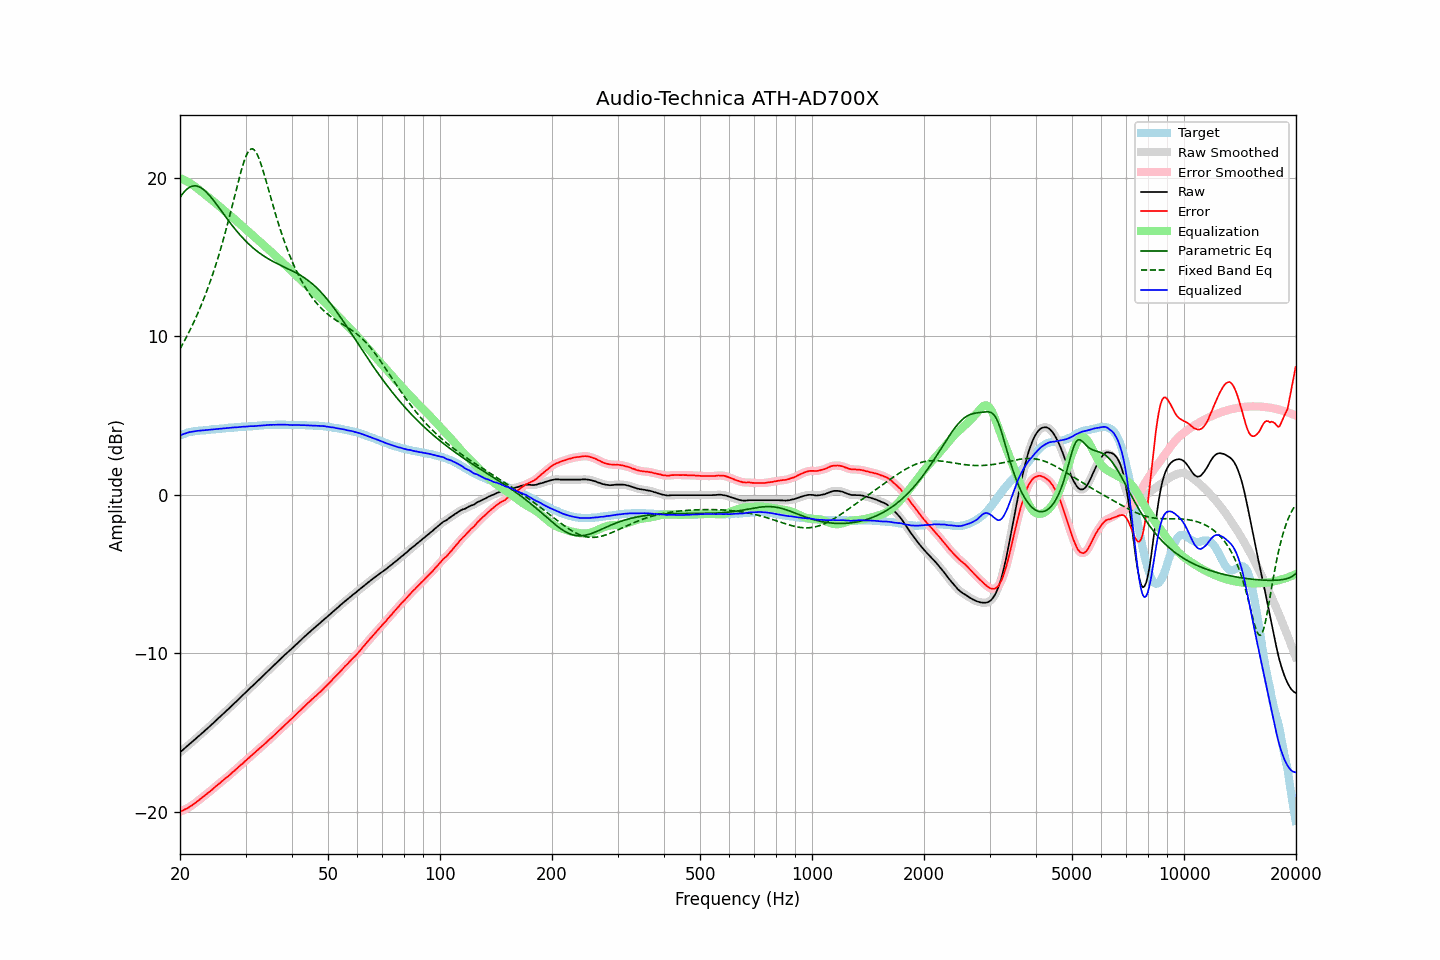 Audio-Technica ATH-AD700X
Target
Raw Smoothed
Error Smoothed
Raw
Error
Equalization
Parametric Eq
Fixed Band Eq
Equalized
Amplitude (dBr)
20
10
0
−10
−20
20
50
100
200
500
1000
2000
5000
10000
20000
Frequency (Hz)